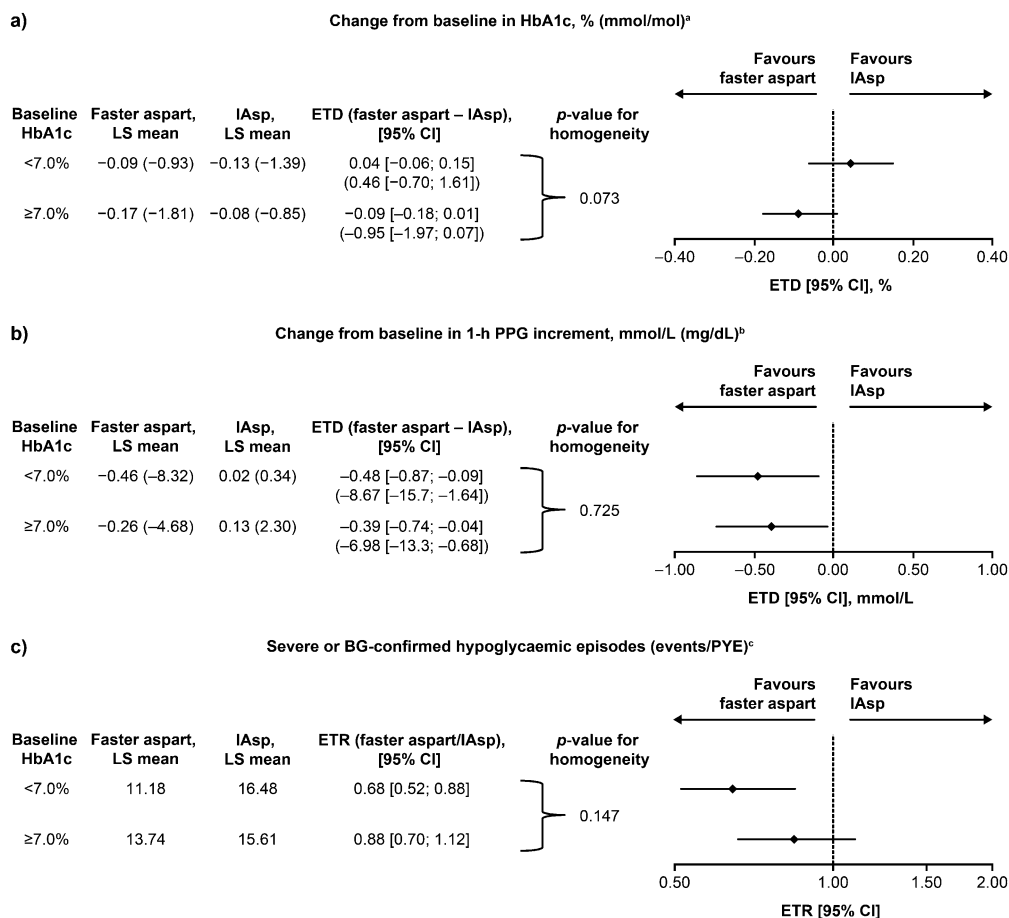 a) Change from baseline in HbA1c, % (mmol/mol)ᵃ
Favours faster aspart
Favours IAsp
Baseline HbA1c
Faster aspart, LS mean
IAsp, LS mean
ETD (faster aspart – IAsp), [95% CI]
p-value for homogeneity
<7.0% −0.09 (−0.93) −0.13 (−1.39) 0.04 [−0.06; 0.15]
(0.46 [−0.70; 1.61])
0.073
≥7.0% −0.17 (−1.81) −0.08 (−0.85) −0.09 [–0.18; 0.01]
(–0.95 [−1.97; 0.07])
−0.40 −0.20 0.00 0.20 0.40
ETD [95% CI], %
b) Change from baseline in 1-h PPG increment, mmol/L (mg/dL)ᵇ
Favours faster aspart
Favours IAsp
Baseline HbA1c
Faster aspart, LS mean
IAsp, LS mean
ETD (faster aspart – IAsp), [95% CI]
p-value for homogeneity
<7.0% −0.46 (–8.32) 0.02 (0.34) –0.48 [–0.87; –0.09]
(-8.67 [-15.7; -1.64])
0.725
≥7.0% −0.26 (–4.68) 0.13 (2.30) –0.39 [–0.74; –0.04]
(–6.98 [-13.3; –0.68])
−1.00 −0.50 0.00 0.50 1.00
ETD [95% CI], mmol/L
c) Severe or BG-confirmed hypoglycaemic episodes (events/PYE)ᶜ
Favours faster aspart
Favours IAsp
Baseline HbA1c
Faster aspart, LS mean
IAsp, LS mean
ETR (faster aspart/IAsp), [95% CI]
p-value for homogeneity
<7.0% 11.18 16.48 0.68 [0.52; 0.88]
0.147
≥7.0% 13.74 15.61 0.88 [0.70; 1.12]
0.50 1.00 1.50 2.00
ETR [95% CI]